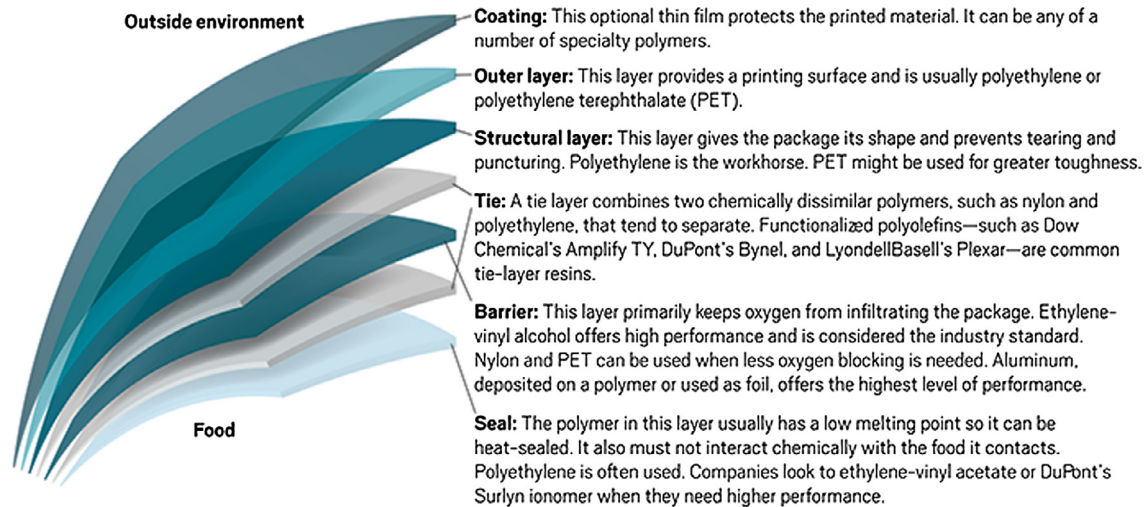 Outside environment
Coating: This optional thin film protects the printed material. It can be any of a
number of specialty polymers.
Outer layer: This layer provides a printing surface and is usually polyethylene or
polyethylene terephthalate (PET).
Structural layer: This layer gives the package its shape and prevents tearing and
puncturing. Polyethylene is the workhorse. PET might be used for greater toughness.
Tie: A tie layer combines two chemically dissimilar polymers, such as nylon and
polyethylene, that tend to separate. Functionalized polyolefins—such as Dow
Chemical's Amplify TY, DuPont's Bynel, and LyondellBasell's Plexar—are common
tie-layer resins.
Barrier: This layer primarily keeps oxygen from infiltrating the package. Ethylene-
vinyl alcohol offers high performance and is considered the industry standard.
Nylon and PET can be used when less oxygen blocking is needed. Aluminum,
deposited on a polymer or used as foil, offers the highest level of performance.
Food
Seal: The polymer in this layer usually has a low melting point so it can be
heat-sealed. It also must not interact chemically with the food it contacts.
Polyethylene is often used. Companies look to ethylene-vinyl acetate or DuPont's
Surlyn ionomer when they need higher performance.